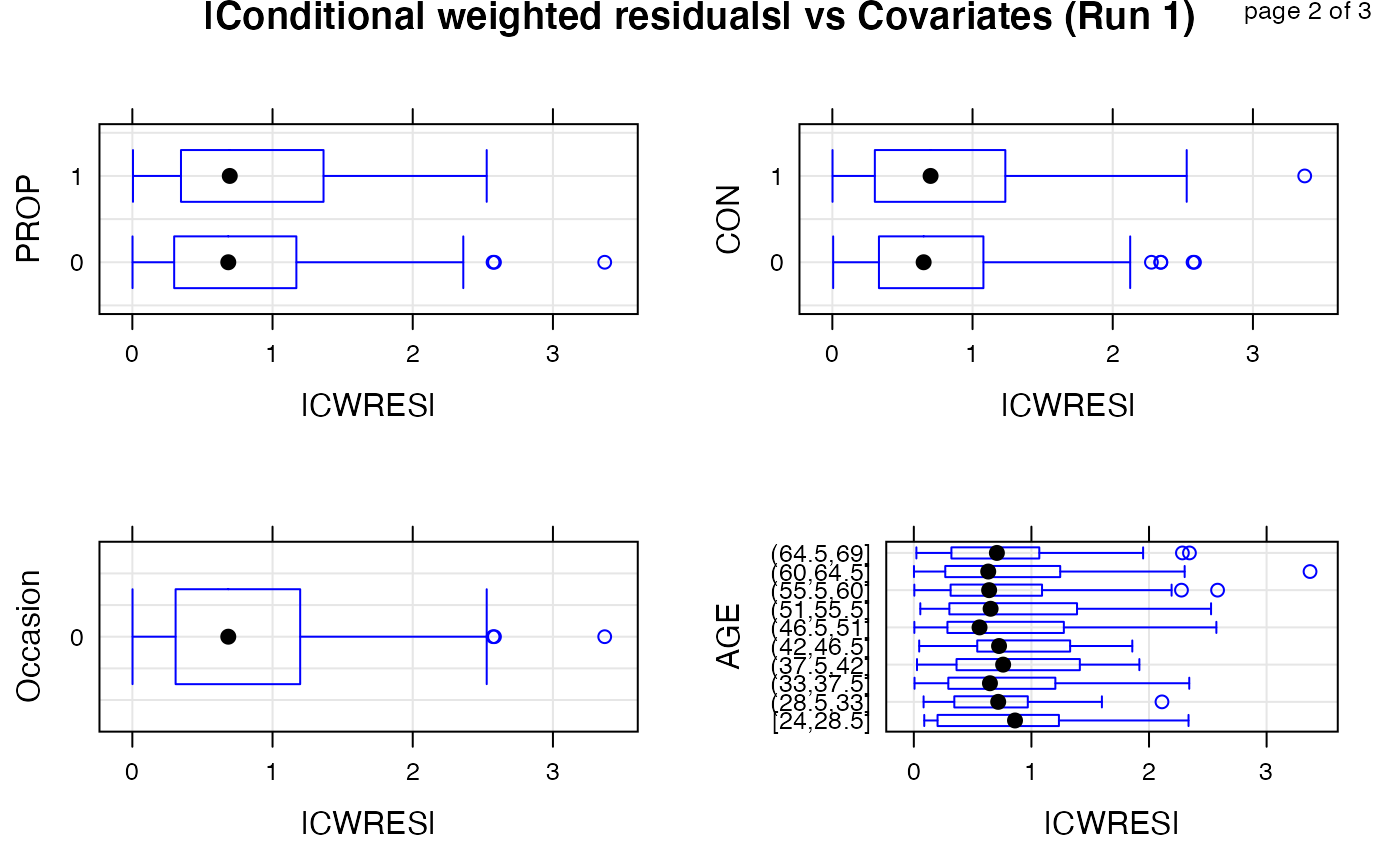 |Conditional weighted residuals| vs Covariates (Run 1)
page 2 of 3
PROP
1
0
0 1 2 3
|CWRES|
CON
1
0
0 1 2 3
|CWRES|
Occasion
0
0 1 2 3
|CWRES|
AGE
(64.5,69]
(60,64.5]
(55.5,60]
(51,55.5]
(46.5,51]
(42,46.5]
(37.5,42]
(33,37.5]
(28.5,33]
[24,28.5]
0 1 2 3
|CWRES|